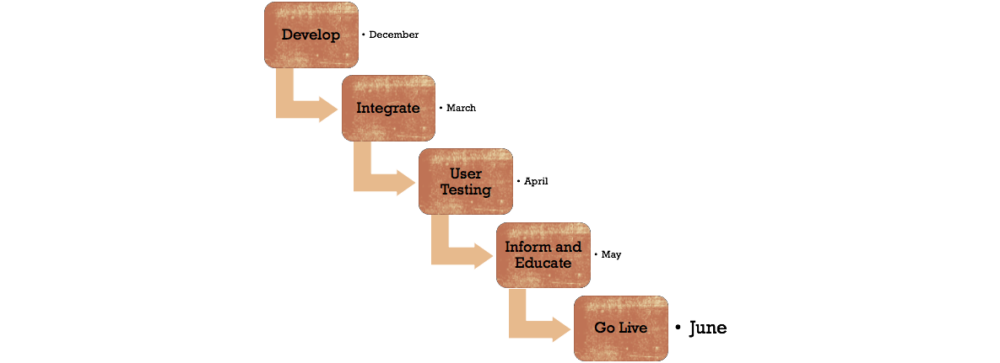 Develop
• December
Integrate
• March
User
Testing
• April
Inform and
Educate
• May
Go Live
• June